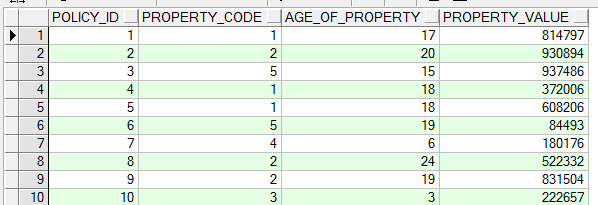 POLICY_ID PROPERTY_CODE AGE_OF_PROPERTY PROPERTY_VALUE
1 1 1 17 814797
2 2 2 20 930894
3 3 5 15 937486
4 4 1 18 372006
5 5 1 18 608206
6 6 5 19 84493
7 7 4 6 180176
8 8 2 24 522332
9 9 2 19 831504
10 10 3 3 222657